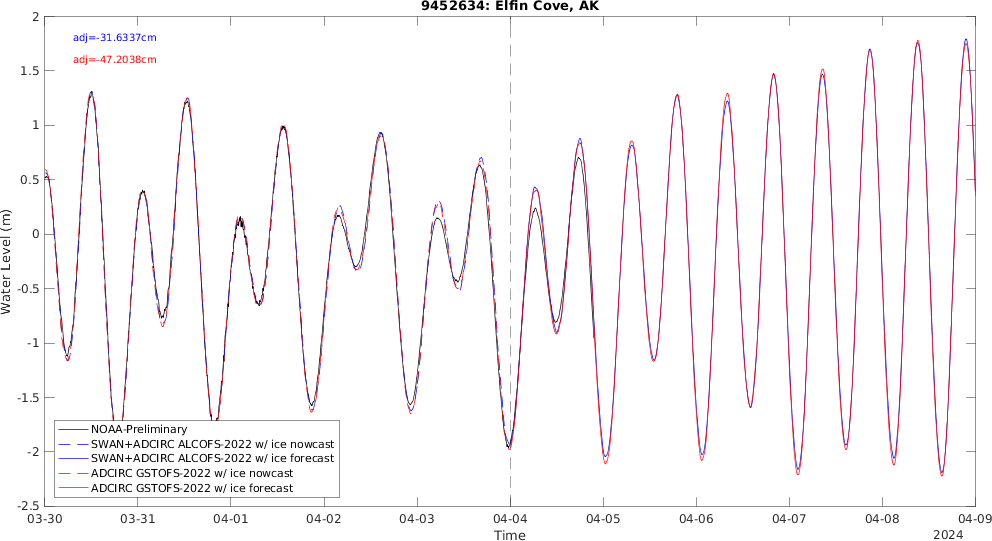 9452634: Elfin Cove, AK
adj=-31.6337cm
adj=-47.2038cm
2
1.5
1
0.5
0
-0.5
-1
-1.5
-2
-2.5
Water Level (m)
NOAA-Preliminary
SWAN+ADCIRC ALCOFS-2022 w/ ice nowcast
SWAN+ADCIRC ALCOFS-2022 w/ ice forecast
ADCIRC GSTOFS-2022 w/ ice nowcast
ADCIRC GSTOFS-2022 w/ ice forecast
03-30 03-31 04-01 04-02 04-03 04-04 04-05 04-06 04-07 04-08 04-09
Time
2024